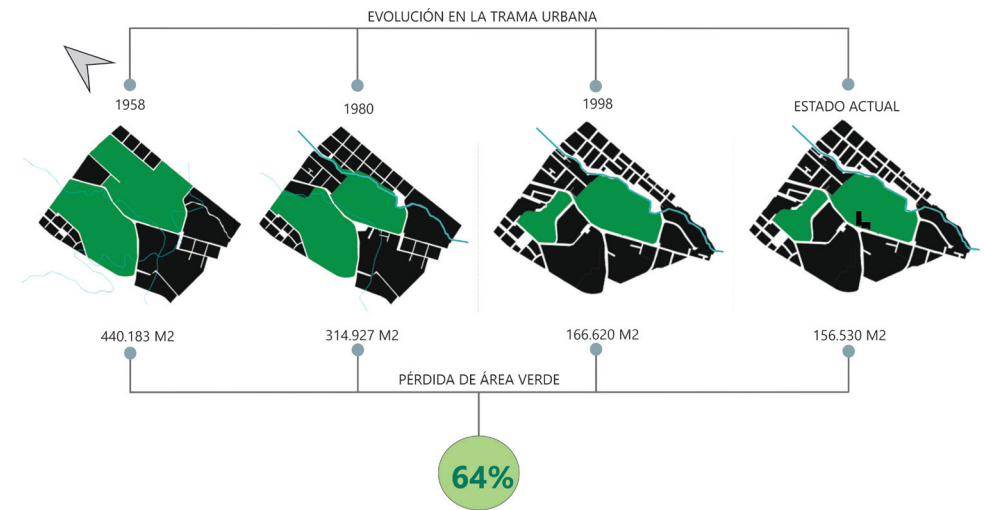 EVOLUCIÓN EN LA TRAMA URBANA
1958
1980
1998
ESTADO ACTUAL
440.183 M2
314.927 M2
166.620 M2
156.530 M2
PÉRDIDA DE ÁREA VERDE
64%